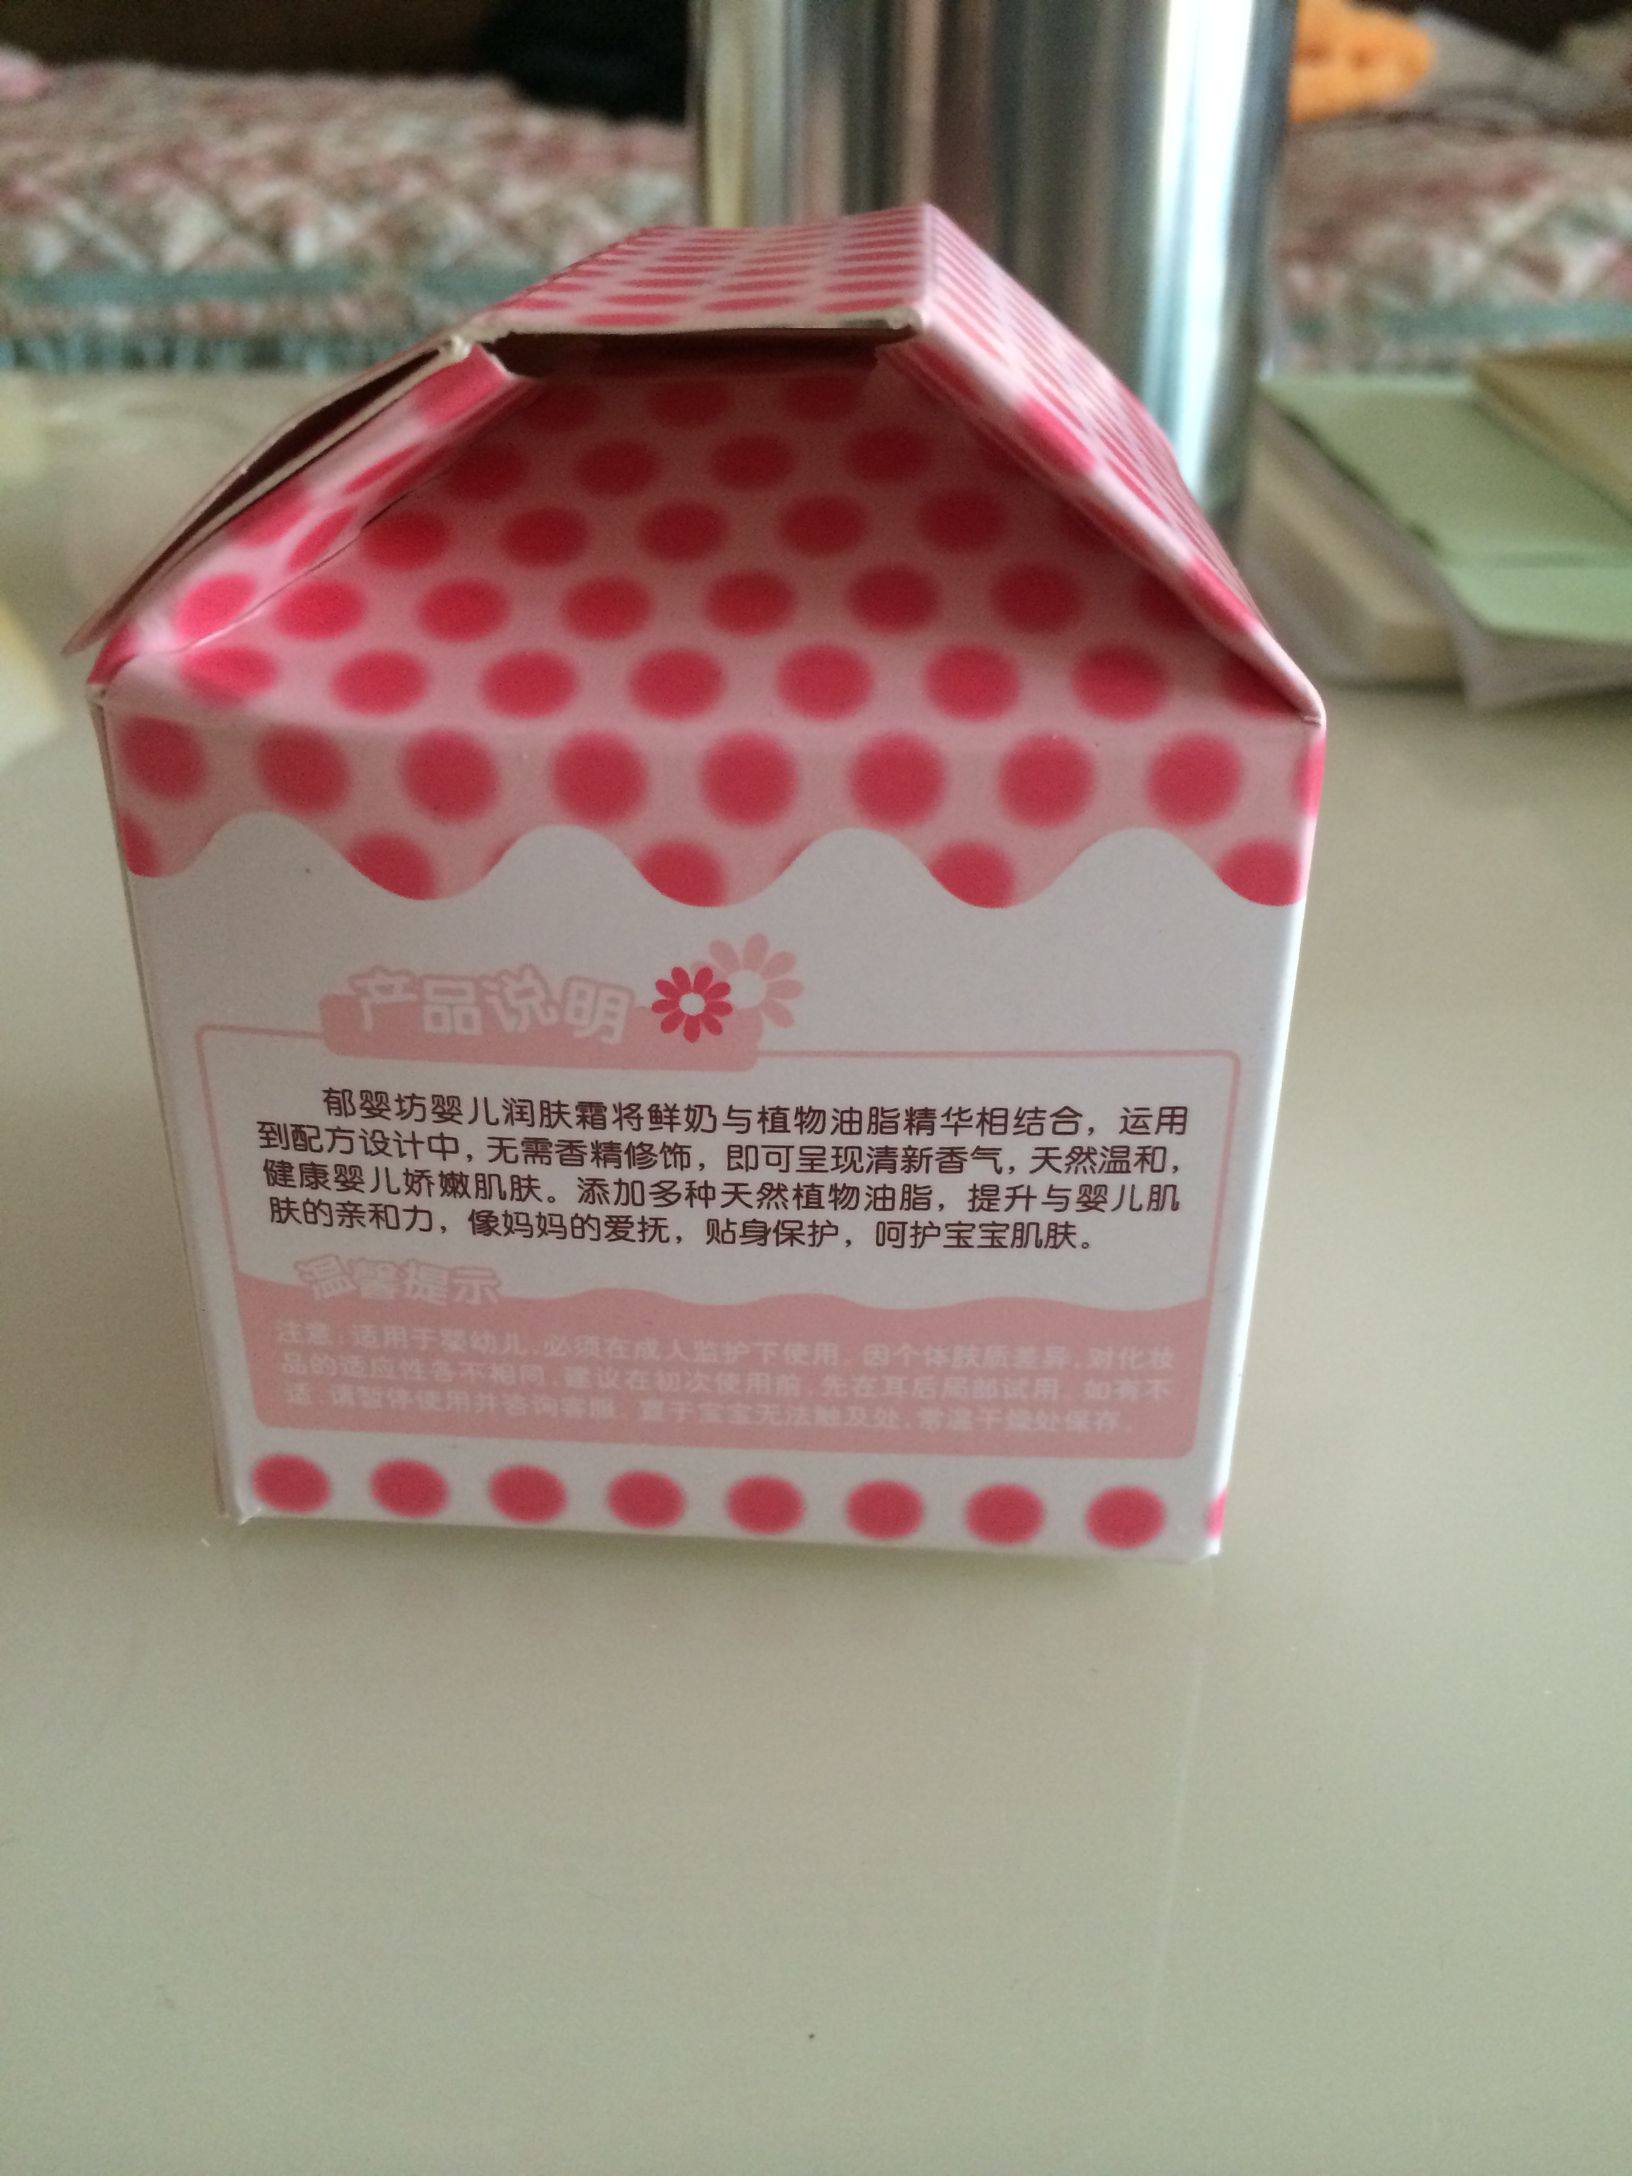 产品说明
郁婴坊婴儿润肤霜将鲜奶与植物油脂精华相结合，运用
到配方设计中，无需香精修饰，即可呈现清新香气，天然温和，
健康婴儿娇嫩肌肤。添加多种天然植物油脂，提升与婴儿肌
肤的亲和力，像妈妈的爱抚，贴身保护，呵护宝宝肌肤。
温馨提示
注意：适用于婴幼儿，必须在成人监护下使用。因个体肤质差异，对化妆
品的适应性各不相同，建议在初次使用前，先在耳后局部试用。如有不
适，请暂停使用并咨询客服。置于宝宝无法触及处，常温干燥处保存。